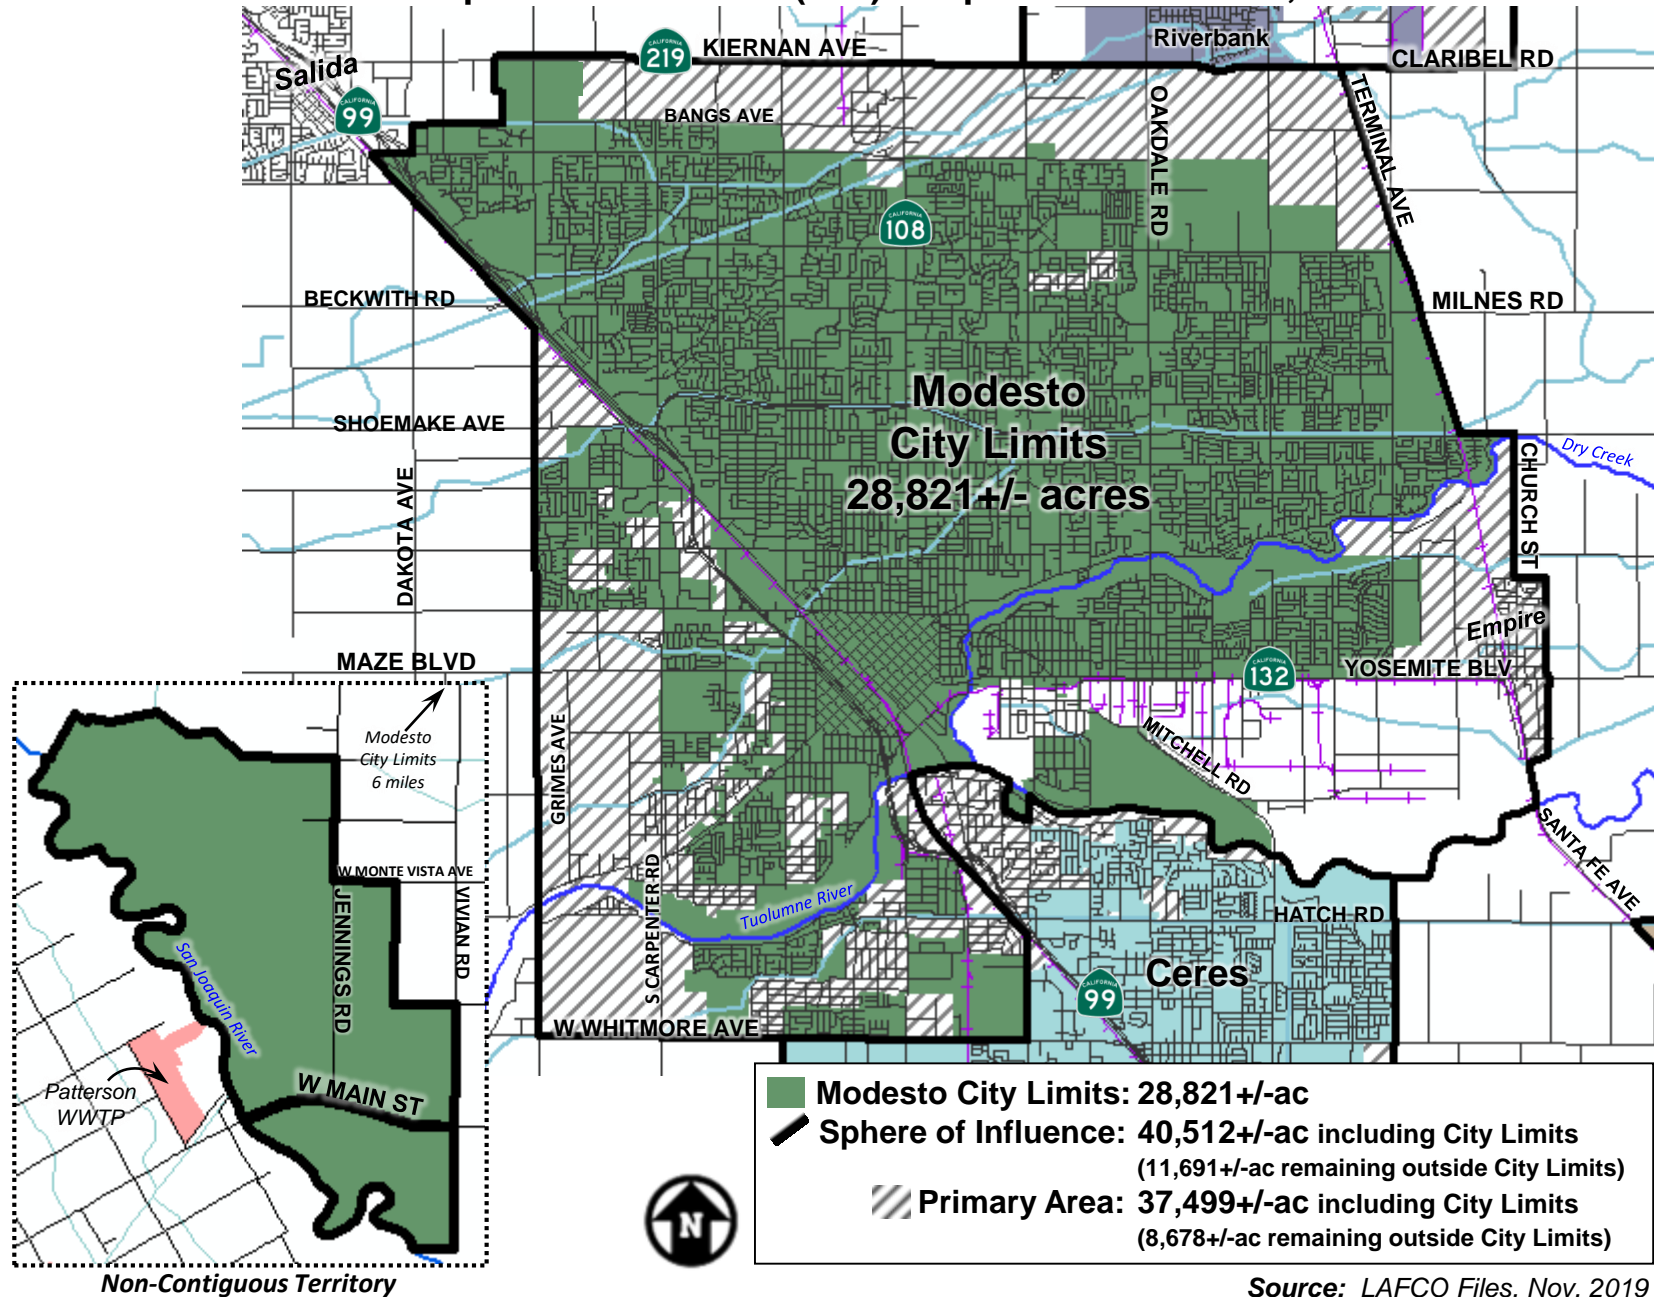 Riverbank
CALIFORNIA
219
KIERNAN AVE
CLARIBEL RD
Salida
CALIFORNIA
99
BANGS AVE
OAKDALE RD
TERMINAL AVE
CALIFORNIA
108
BECKWITH RD
MILNES RD
Modesto
City Limits
28,821+/- acres
SHOEMAKE AVE
DAKOTA AVE
CHURCH ST
Dry Creek
Empire
MAZE BLVD
CALIFORNIA
132
YOSEMITE BLV
MITCHELL RD
GRIMES AVE
S CARPENTER RD
Tuolumne River
SANTA FE AVE
HATCH RD
Ceres
CALIFORNIA
99
W WHITMORE AVE
Modesto
City Limits
6 miles
W MONTE VISTA AVE
JENNINGS RD
VIVIAN RD
San Joaquin River
Patterson
WWTP
W MAIN ST
Non-Contiguous Territory
N
Modesto City Limits: 28,821+/-ac
Sphere of Influence: 40,512+/-ac including City Limits
(11,691+/-ac remaining outside City Limits)
Primary Area: 37,499+/-ac including City Limits
(8,678+/-ac remaining outside City Limits)
Source: LAFCO Files, Nov. 2019